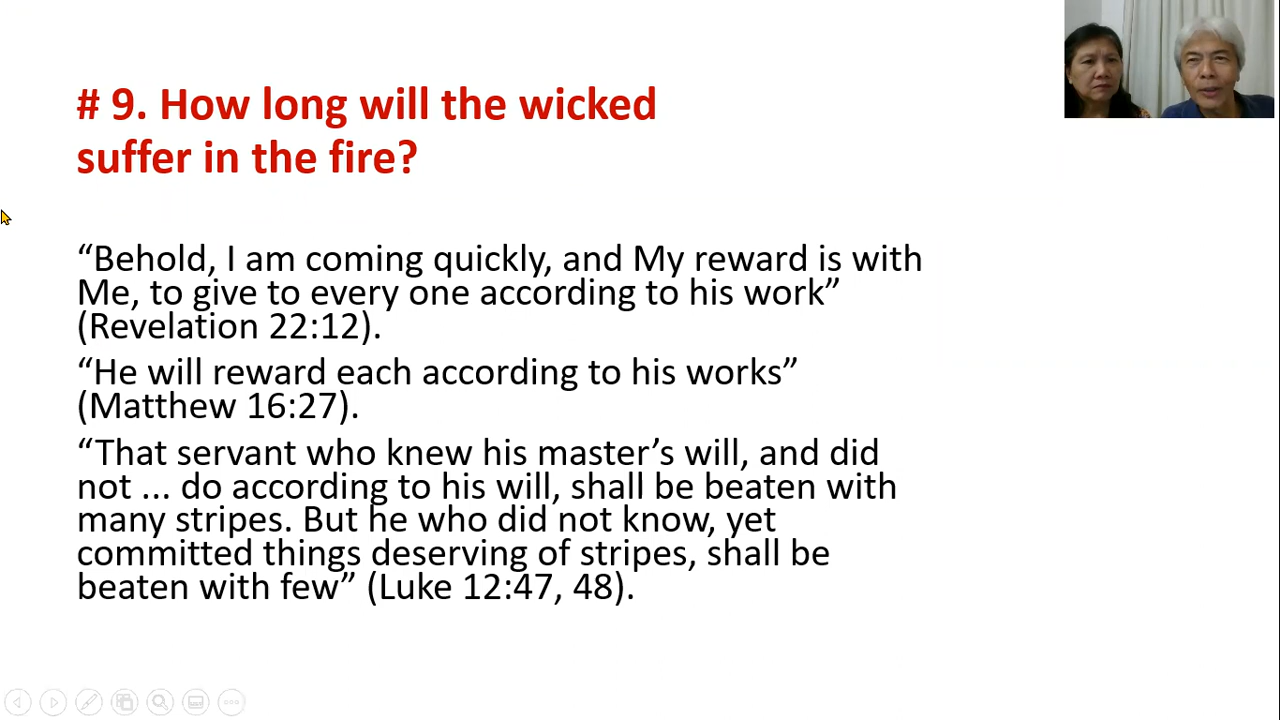 # 9. How long will the wicked
suffer in the fire?
“Behold, I am coming quickly, and My reward is with
Me, to give to every one according to his work”
(Revelation 22:12).
“He will reward each according to his works”
(Matthew 16:27).
“That servant who knew his master’s will, and did
not ... do according to his will, shall be beaten with
many stripes. But he who did not know, yet
committed things deserving of stripes, shall be
beaten with few” (Luke 12:47, 48).